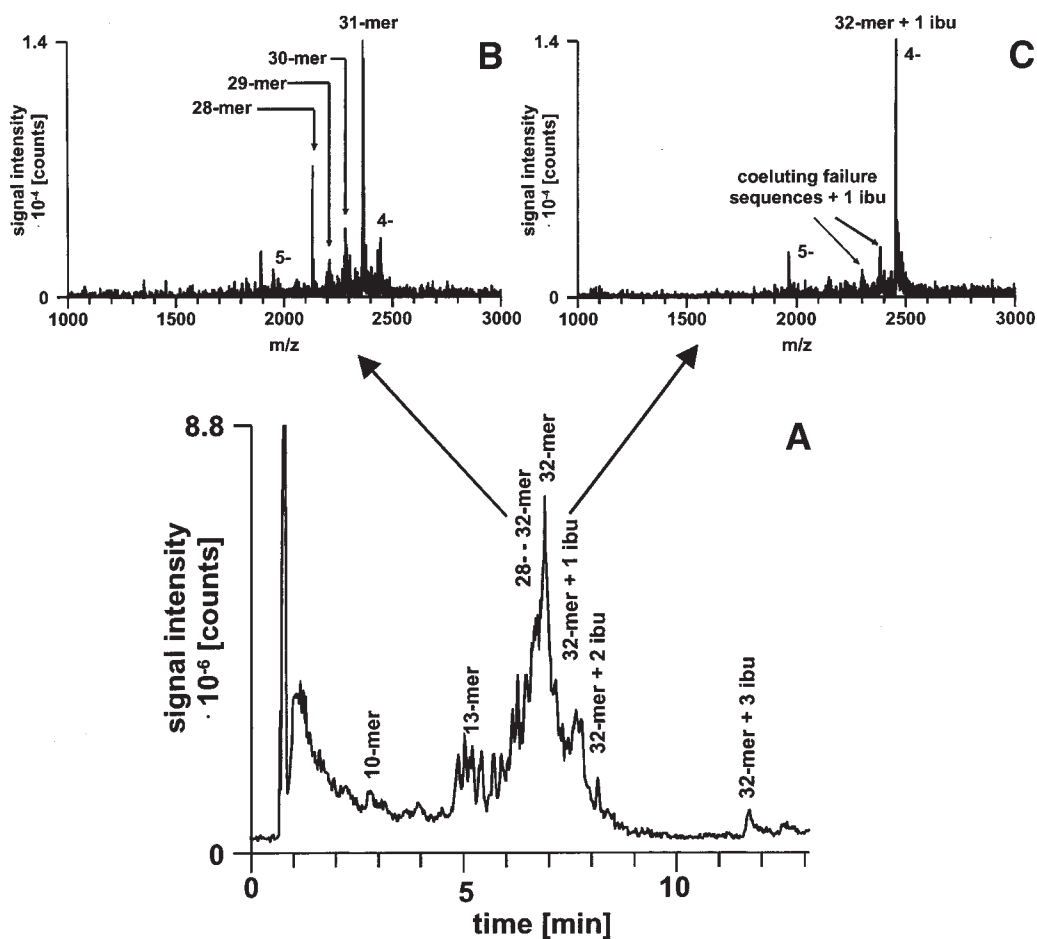 31-mer
1.4
30-mer
B
29-mer
28-mer
signal intensity
· 10⁻⁴ [counts]
4-
5-
0
1000 1500 2000 2500 3000
m/z
32-mer + 1 ibu
1.4
4-
C
signal intensity
· 10⁻⁴ [counts]
coeluting failure
sequences + 1 ibu
5-
0
1000 1500 2000 2500 3000
m/z
8.8
A
signal intensity
· 10⁻⁶ [counts]
10-mer
13-mer
28- - 32-mer
32-mer
32-mer + 1 ibu
32-mer + 2 ibu
32-mer + 3 ibu
0
0 5 10
time [min]